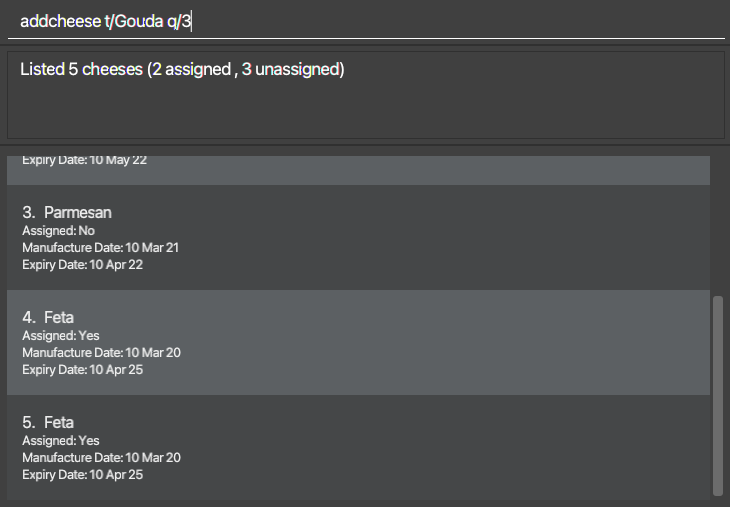 addcheese t/Gouda q/3
Listed 5 cheeses (2 assigned , 3 unassigned)
Expiry Date: 10 May 22
3. Parmesan
Assigned: No
Manufacture Date: 10 Mar 21
Expiry Date: 10 Apr 22
4. Feta
Assigned: Yes
Manufacture Date: 10 Mar 20
Expiry Date: 10 Apr 25
5. Feta
Assigned: Yes
Manufacture Date: 10 Mar 20
Expiry Date: 10 Apr 25